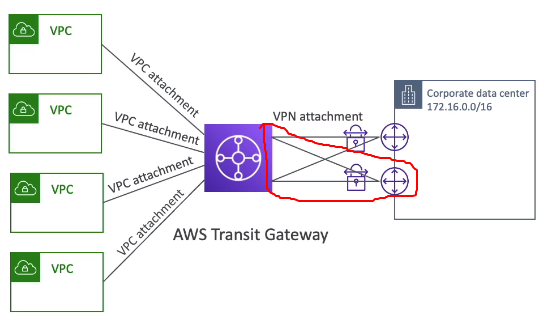 VPC
VPC
VPC
VPC
VPC attachment
VPC attachment
VPC attachment
VPC attachment
AWS Transit Gateway
VPN attachment
Corporate data center
172.16.0.0/16